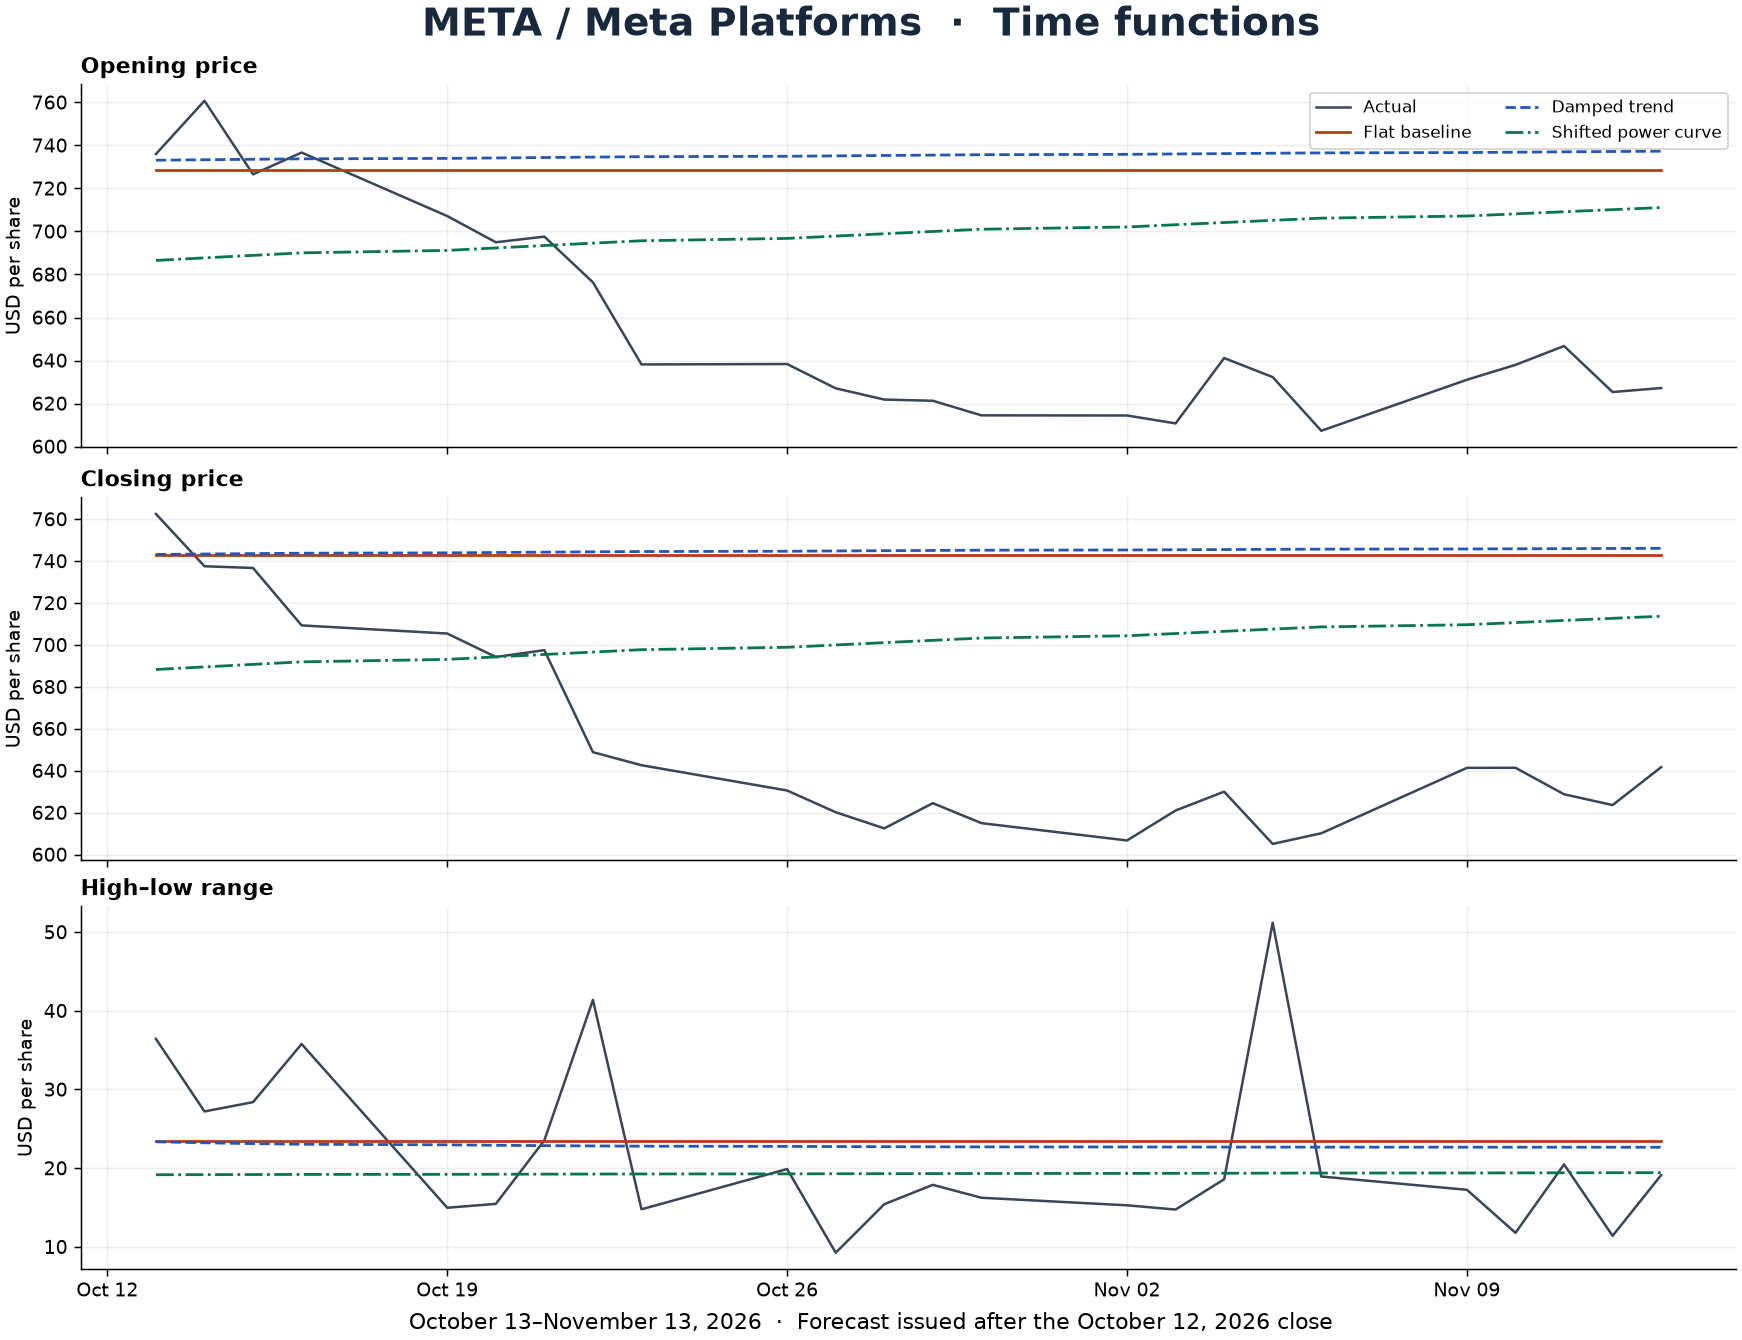 META / Meta Platforms · Time functions
Opening price
USD per share
760
740
720
700
680
660
640
620
600
Actual
Flat baseline
Damped trend
Shifted power curve
Closing price
USD per share
760
740
720
700
680
660
640
620
600
High–low range
USD per share
50
40
30
20
10
Oct 12
Oct 19
Oct 26
Nov 02
Nov 09
October 13–November 13, 2026 · Forecast issued after the October 12, 2026 close